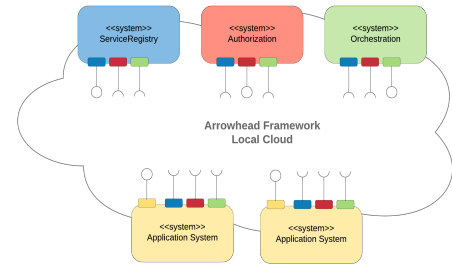 <<system>>
ServiceRegistry
<<system>>
Authorization
<<system>>
Orchestration
Arrowhead Framework
Local Cloud
<<system>>
Application System
<<system>>
Application System